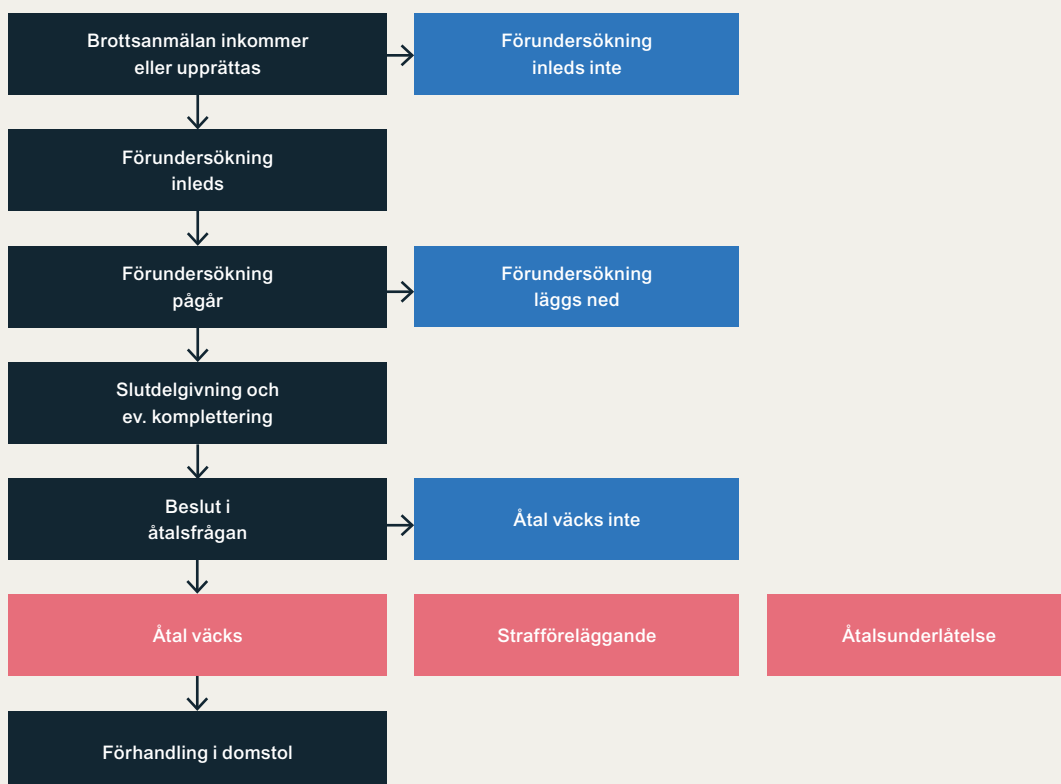 Brottsanmälan inkommer
eller upprättas
Förundersökning
inleds inte
Förundersökning
inleds
Förundersökning
pågår
Förundersökning
läggs ned
Slutdelgivning och
ev. komplettering
Beslut i
åtalsfrågan
Åtal väcks inte
Åtal väcks
Strafföreläggande
Åtalsunderlåtelse
Förhandling i domstol